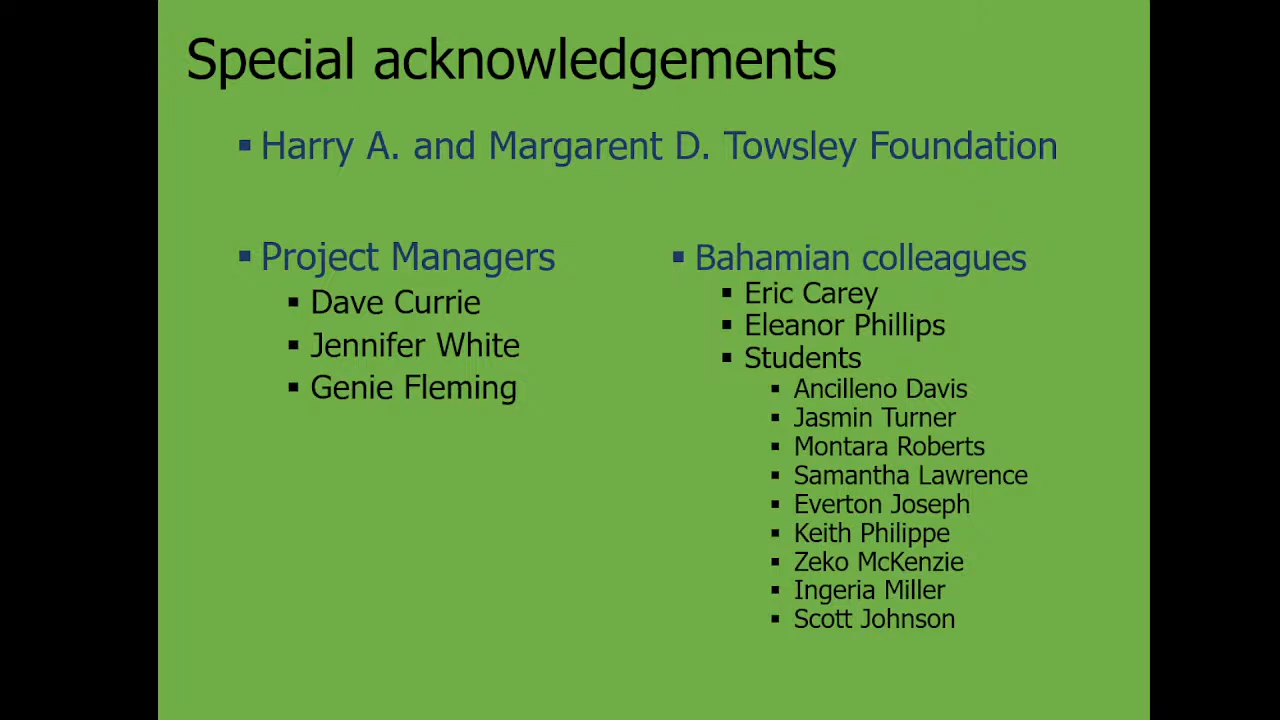 Special acknowledgements
▪ Harry A. and Margarent D. Towsley Foundation
▪ Project Managers
▪ Dave Currie
▪ Jennifer White
▪ Genie Fleming
▪ Bahamian colleagues
▪ Eric Carey
▪ Eleanor Phillips
▪ Students
▪ Ancilleno Davis
▪ Jasmin Turner
▪ Montara Roberts
▪ Samantha Lawrence
▪ Everton Joseph
▪ Keith Philippe
▪ Zeko McKenzie
▪ Ingeria Miller
▪ Scott Johnson